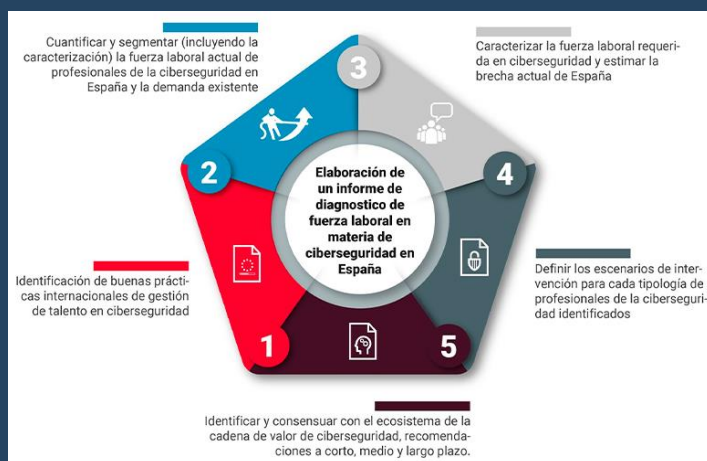 Cuantificar y segmentar (incluyendo la
caracterización) la fuerza laboral actual de
profesionales de la ciberseguridad en
España y la demanda existente
Caracterizar la fuerza laboral requeri-
da en ciberseguridad y estimar la
brecha actual de España
3
2
4
Elaboración de
un informe de
diagnostico de
fuerza laboral en
materia de
ciberseguridad en
España
Identificación de buenas prácti-
cas internacionales de gestión
de talento en ciberseguridad
Definir los escenarios de inter-
vención para cada tipología de
profesionales de la ciberseguri-
dad identificados
1
5
Identificar y consensuar con el ecosistema de la
cadena de valor de ciberseguridad, recomenda-
ciones a corto, medio y largo plazo.